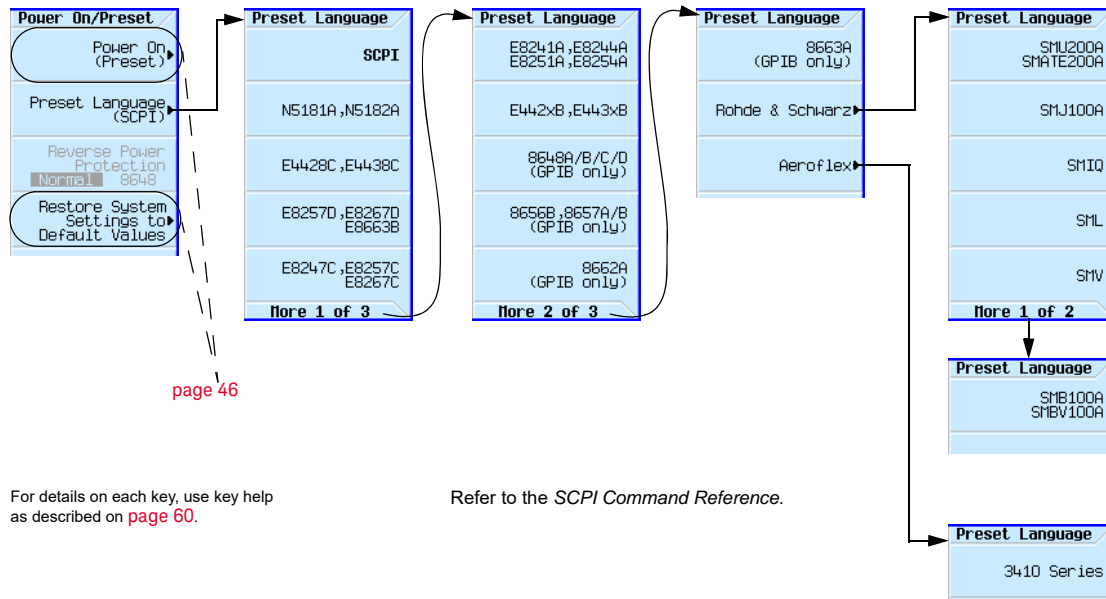 Power On/Preset
Power On
(Preset)
Preset Language
(SCPI)
Reverse Power
Protection
Normal 8648
Restore System
Settings to
Default Values
page 46
For details on each key, use key help
as described on page 60.
Preset Language
SCPI
N5181A,N5182A
E4428C,E4438C
E8257D,E8267D
E8663B
E8247C,E8257C
E8267C
More 1 of 3
Preset Language
E8241A,E8244A
E8251A,E8254A
E442xB,E443xB
8648A/B/C/D
(GPIB only)
8656B,8657A/B
(GPIB only)
8662A
(GPIB only)
More 2 of 3
Refer to the SCPI Command Reference.
Preset Language
8663A
(GPIB only)
Rohde & Schwarz
Aeroflex
Preset Language
SMU200A
SMATE200A
SMJ100A
SMIQ
SML
SMV
More 1 of 2
Preset Language
SMB100A
SMBV100A
Preset Language
3410 Series